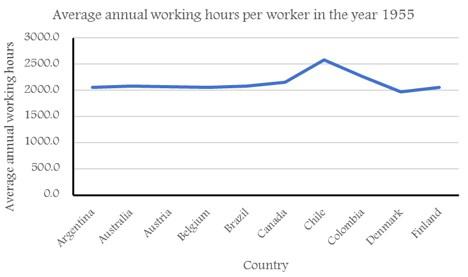 Average annual working hours per worker in the year 1955
Average annual working hours
3000.0
2500.0
2000.0
1500.0
1000.0
500.0
0.0
Argentina
Australia
Austria
Belgium
Brazil
Canada
Chile
Colombia
Denmark
Finland
Country